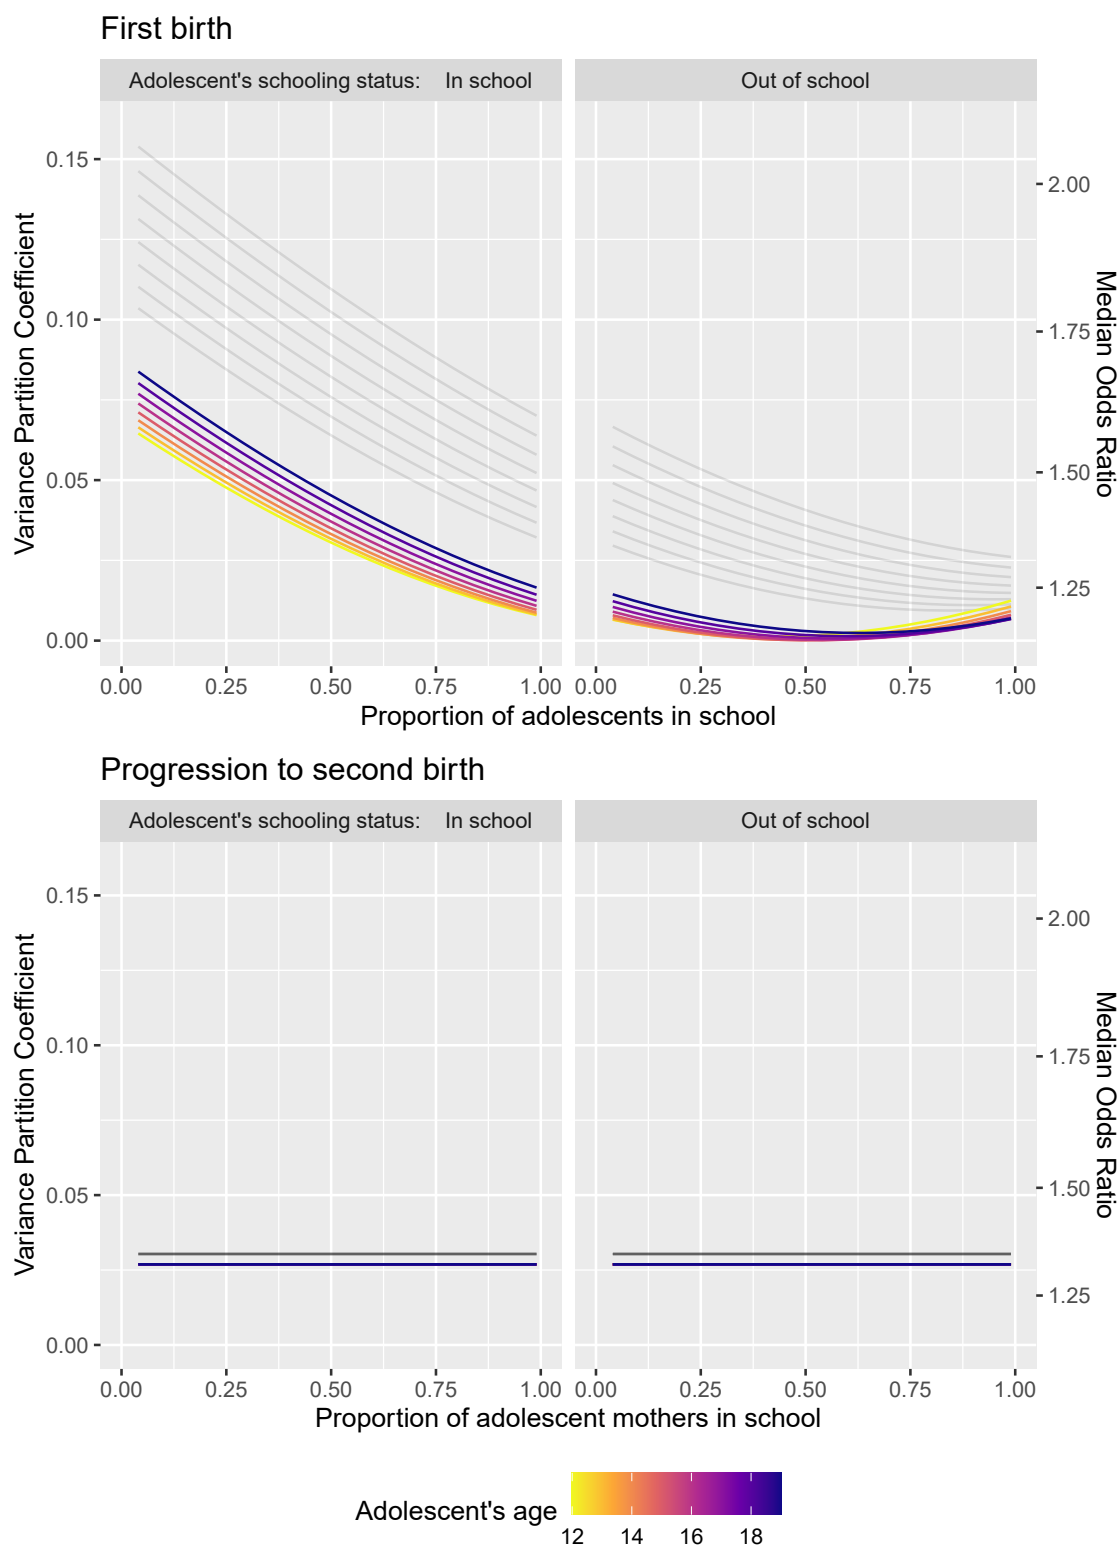 First birth
Adolescent's schooling status: In school
Out of school
0.15
0.10
0.05
0.00
Variance Partition Coefficient
2.00
1.75
1.50
1.25
Median Odds Ratio
0.00 0.25 0.50 0.75 1.00 0.00 0.25 0.50 0.75 1.00
Proportion of adolescents in school
Progression to second birth
Adolescent's schooling status: In school
Out of school
0.15
0.10
0.05
0.00
Variance Partition Coefficient
2.00
1.75
1.50
1.25
Median Odds Ratio
0.00 0.25 0.50 0.75 1.00 0.00 0.25 0.50 0.75 1.00
Proportion of adolescent mothers in school
Adolescent's age
12 14 16 18